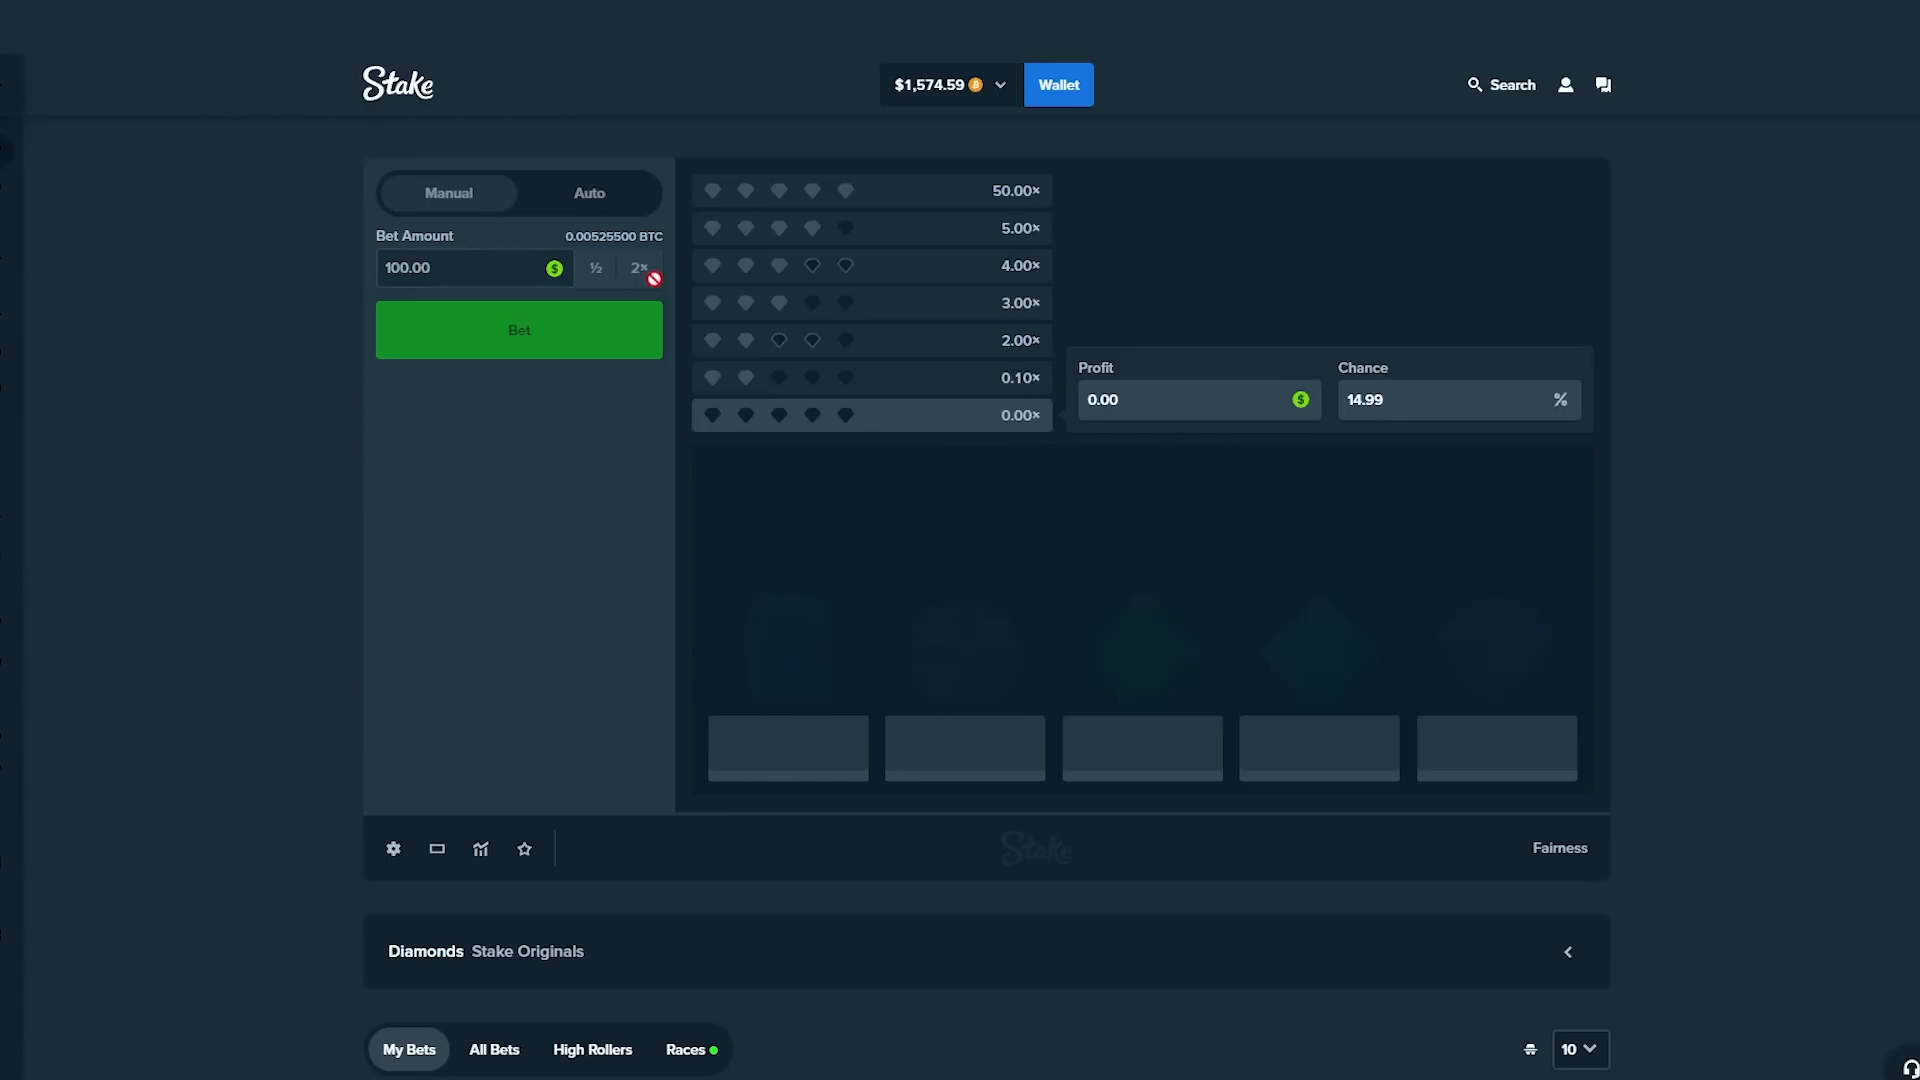 Stake
$1,574.59
Wallet
Search
Manual
Auto
Bet Amount
0.00525500 BTC
100.00
½
2×
Bet
50.00×
5.00×
4.00×
3.00×
2.00×
0.10×
0.00×
Profit
Chance
0.00
14.99
%
Stake
Fairness
Diamonds Stake Originals
My Bets
All Bets
High Rollers
Races
10